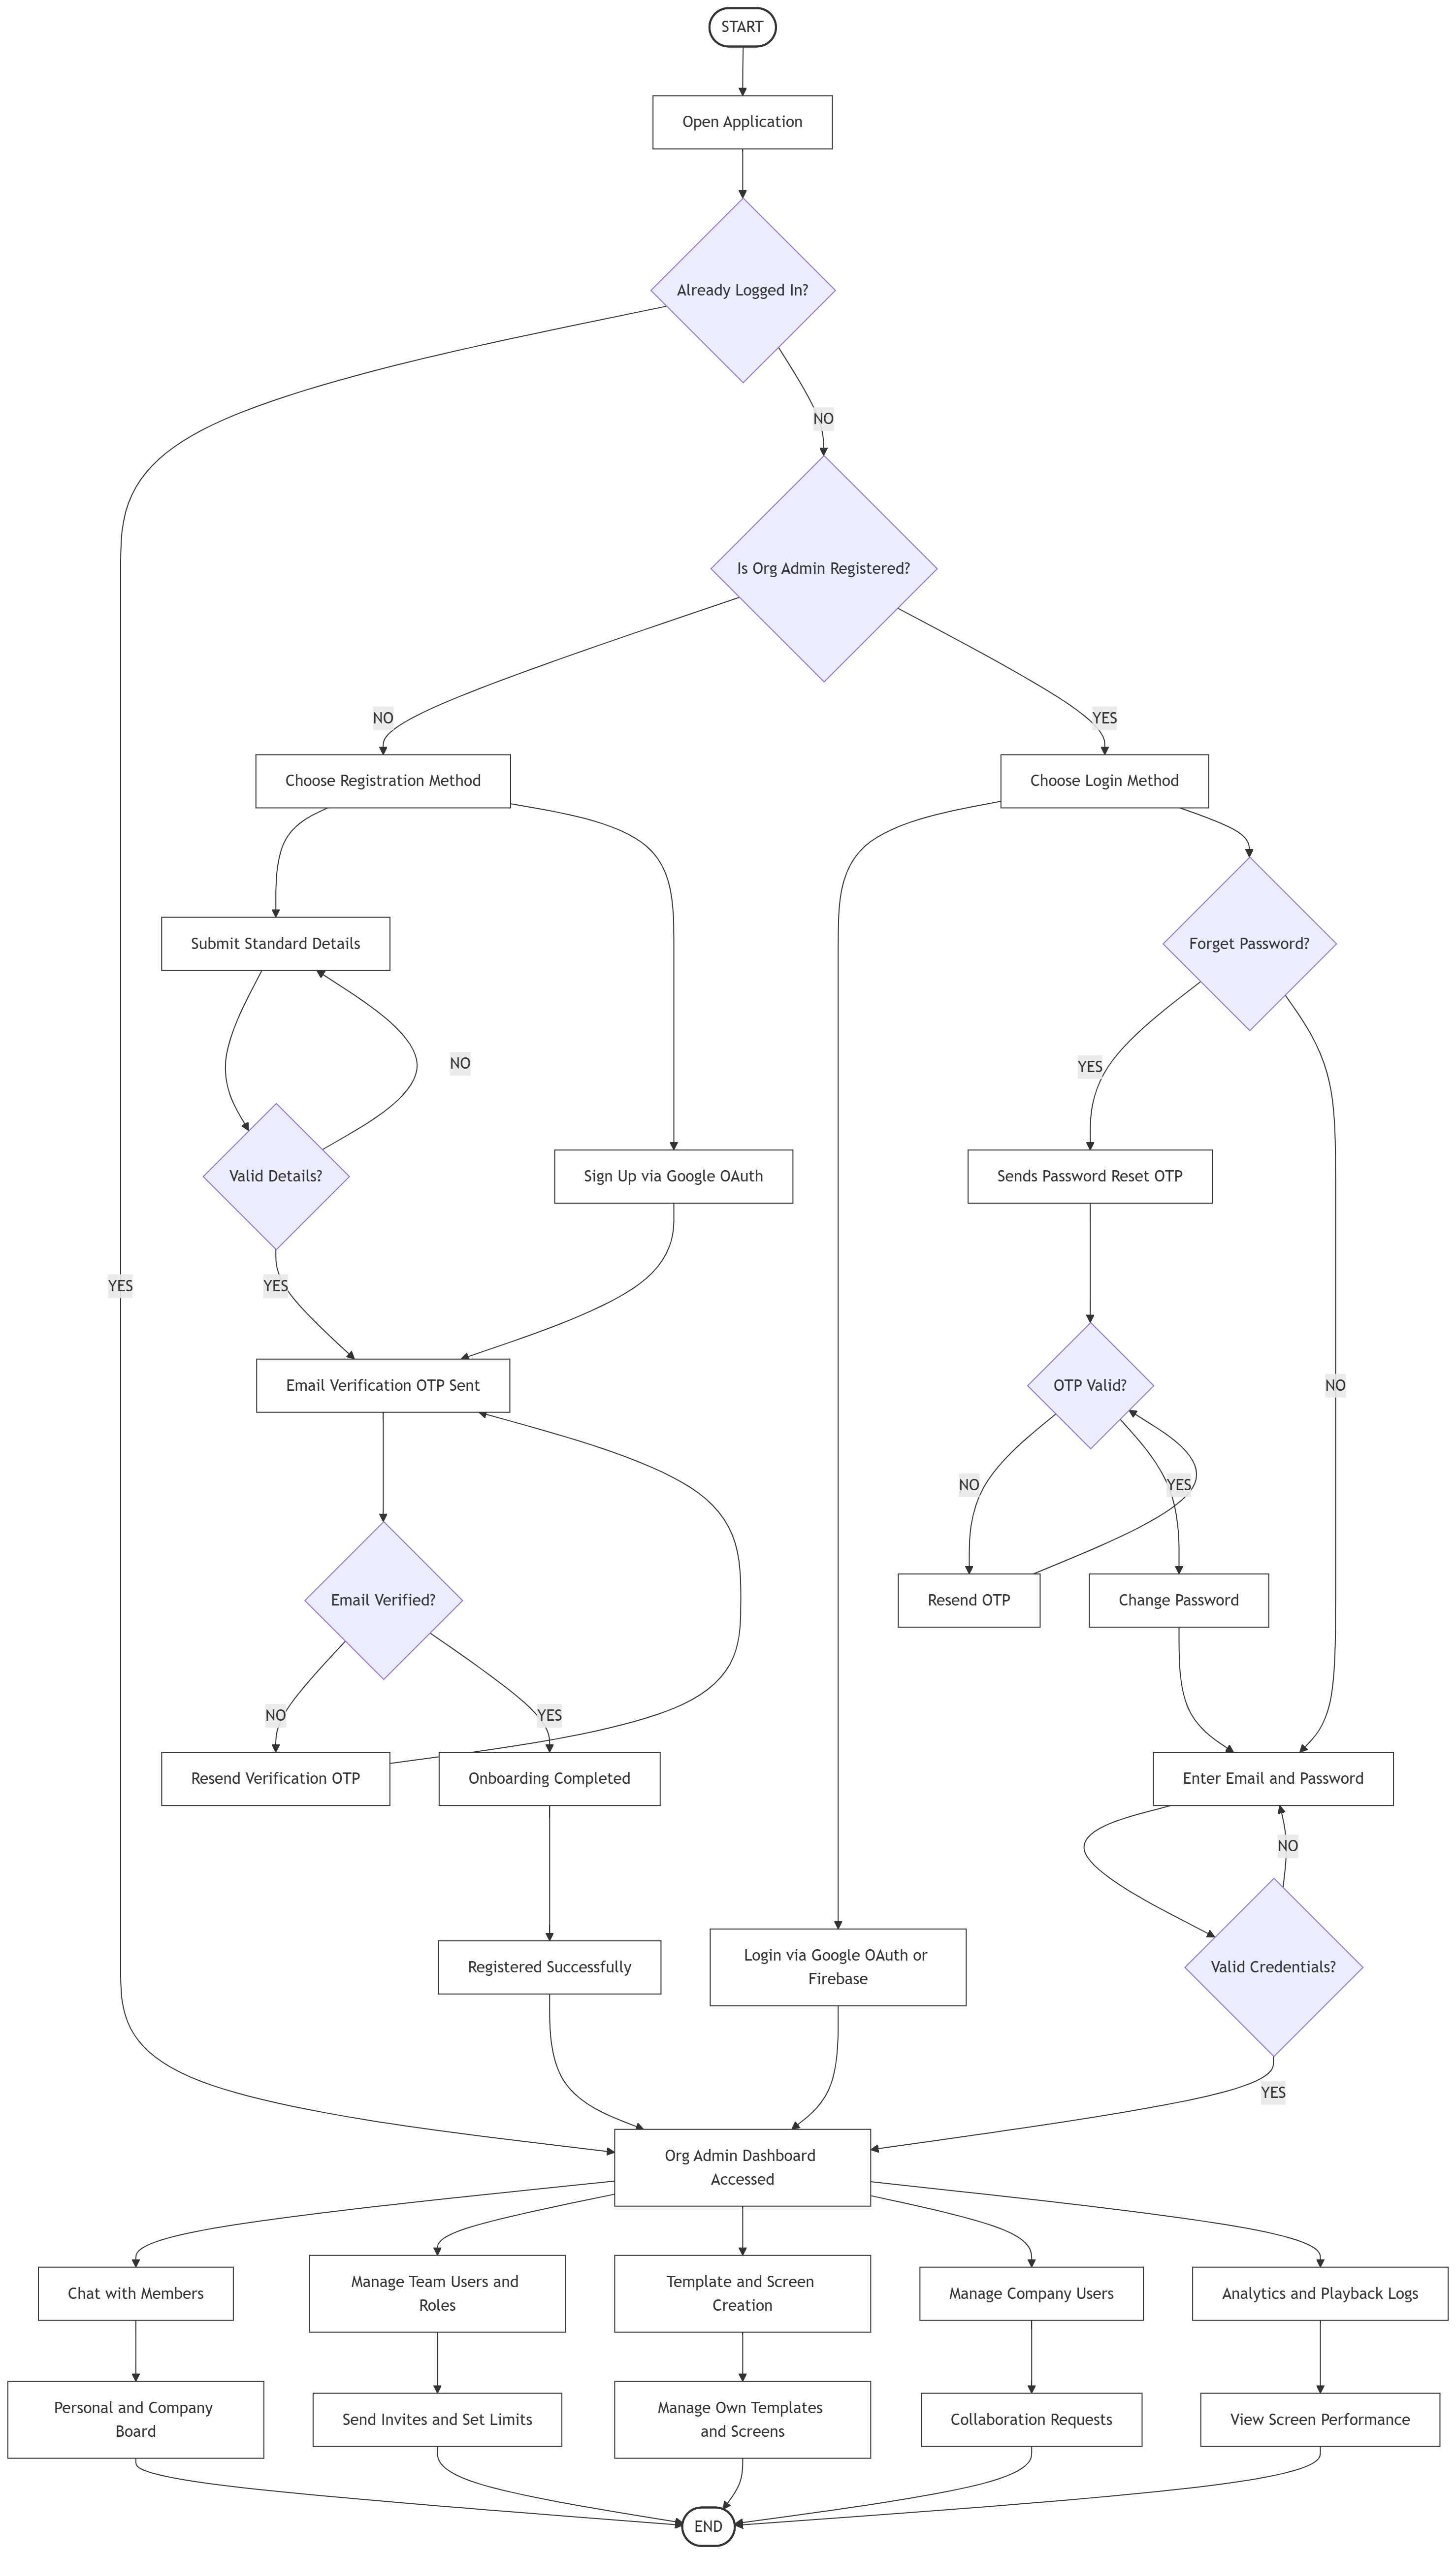 START
Open Application
Already Logged In?
NO
Is Org Admin Registered?
NO
YES
Choose Registration Method
Choose Login Method
Submit Standard Details
Forget Password?
NO
YES
Valid Details?
Sign Up via Google OAuth
Sends Password Reset OTP
YES
YES
Email Verification OTP Sent
OTP Valid?
NO
NO
YES
Email Verified?
Resend OTP
Change Password
NO
YES
Resend Verification OTP
Onboarding Completed
Enter Email and Password
NO
Registered Successfully
Login via Google OAuth or
Firebase
Valid Credentials?
YES
Org Admin Dashboard
Accessed
Chat with Members
Manage Team Users and
Roles
Template and Screen
Creation
Manage Company Users
Analytics and Playback Logs
Personal and Company
Board
Send Invites and Set Limits
Manage Own Templates
and Screens
Collaboration Requests
View Screen Performance
END